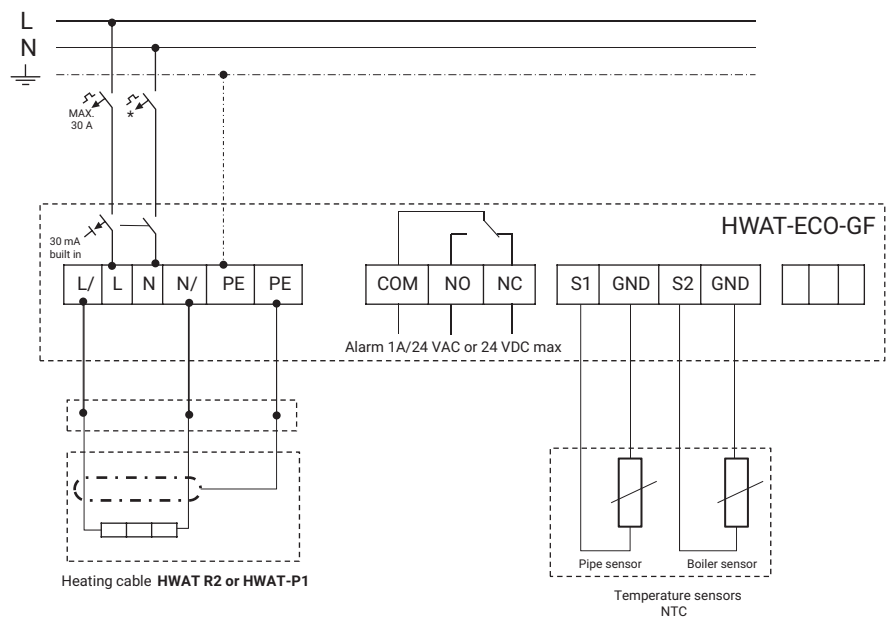 L
N
MAX.
30 A
*
HWAT-ECO-GF
30 mA
built in
L/ L N N/ PE PE
COM NO NC
S1 GND S2 GND
Alarm 1A/24 VAC or 24 VDC max
Pipe sensor
Boiler sensor
Heating cable HWAT R2 or HWAT-P1
Temperature sensors
NTC